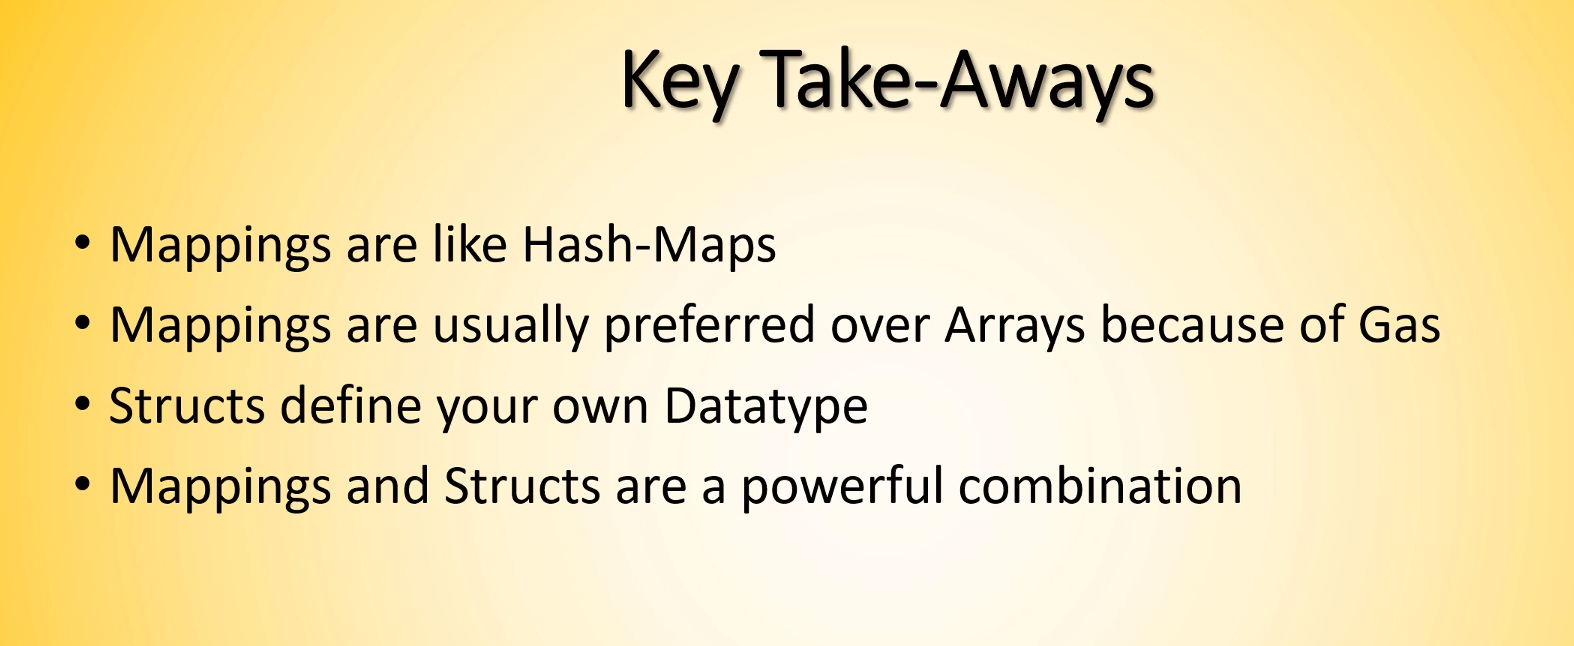 Key Take-Aways
• Mappings are like Hash-Maps
• Mappings are usually preferred over Arrays because of Gas
• Structs define your own Datatype
• Mappings and Structs are a powerful combination